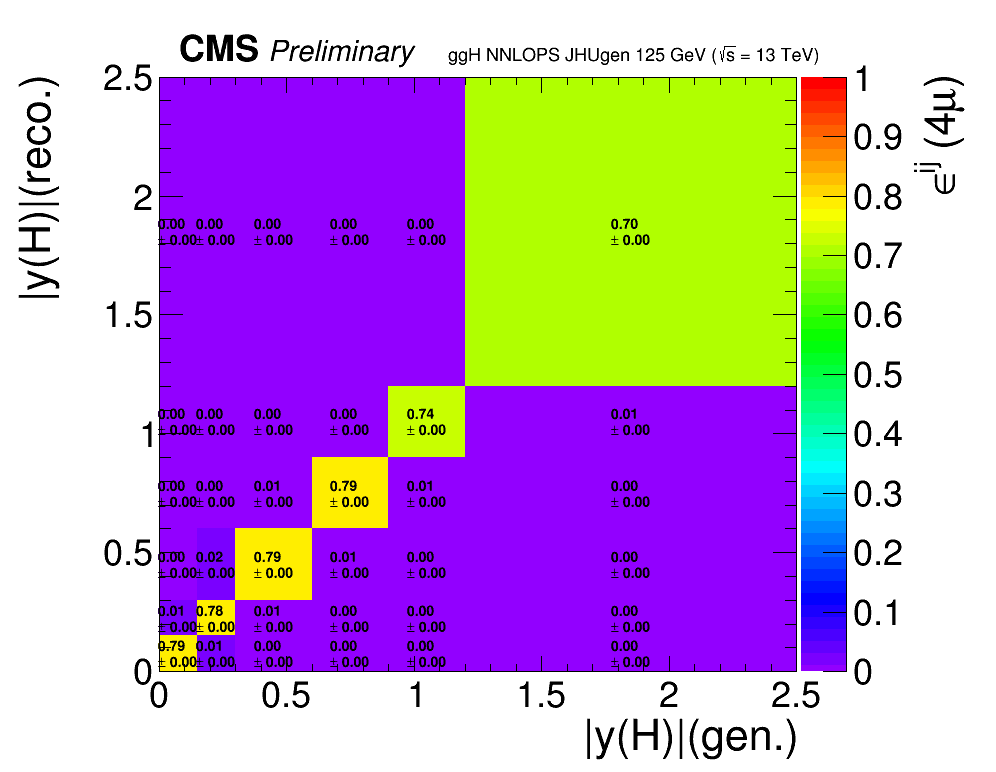 CMS Preliminary ggH NNLOPS JHUgen 125 GeV (√s = 13 TeV)
|y(H)|(reco.)
∈^ij (4μ)
2.5
2
1.5
1
0.5
0
0.00 0.00 0.00 0.00 0.00 0.70
± 0.00 ± 0.00 ± 0.00 ± 0.00 ± 0.00 ± 0.00
0.00 0.00 0.00 0.00 0.74 0.01
± 0.00 ± 0.00 ± 0.00 ± 0.00 ± 0.00 ± 0.00
0.00 0.00 0.01 0.79 0.01 0.00
± 0.00 ± 0.00 ± 0.00 ± 0.00 ± 0.00 ± 0.00
0.00 0.02 0.79 0.01 0.00 0.00
± 0.00 ± 0.00 ± 0.00 ± 0.00 ± 0.00 ± 0.00
0.01 0.78 0.01 0.00 0.00 0.00
± 0.00 ± 0.00 ± 0.00 ± 0.00 ± 0.00 ± 0.00
0.79 0.01 0.00 0.00 0.00 0.00
± 0.00 ± 0.00 ± 0.00 ± 0.00 ± 0.00 ± 0.00
1
0.9
0.8
0.7
0.6
0.5
0.4
0.3
0.2
0.1
0
0 0.5 1 1.5 2 2.5
|y(H)|(gen.)